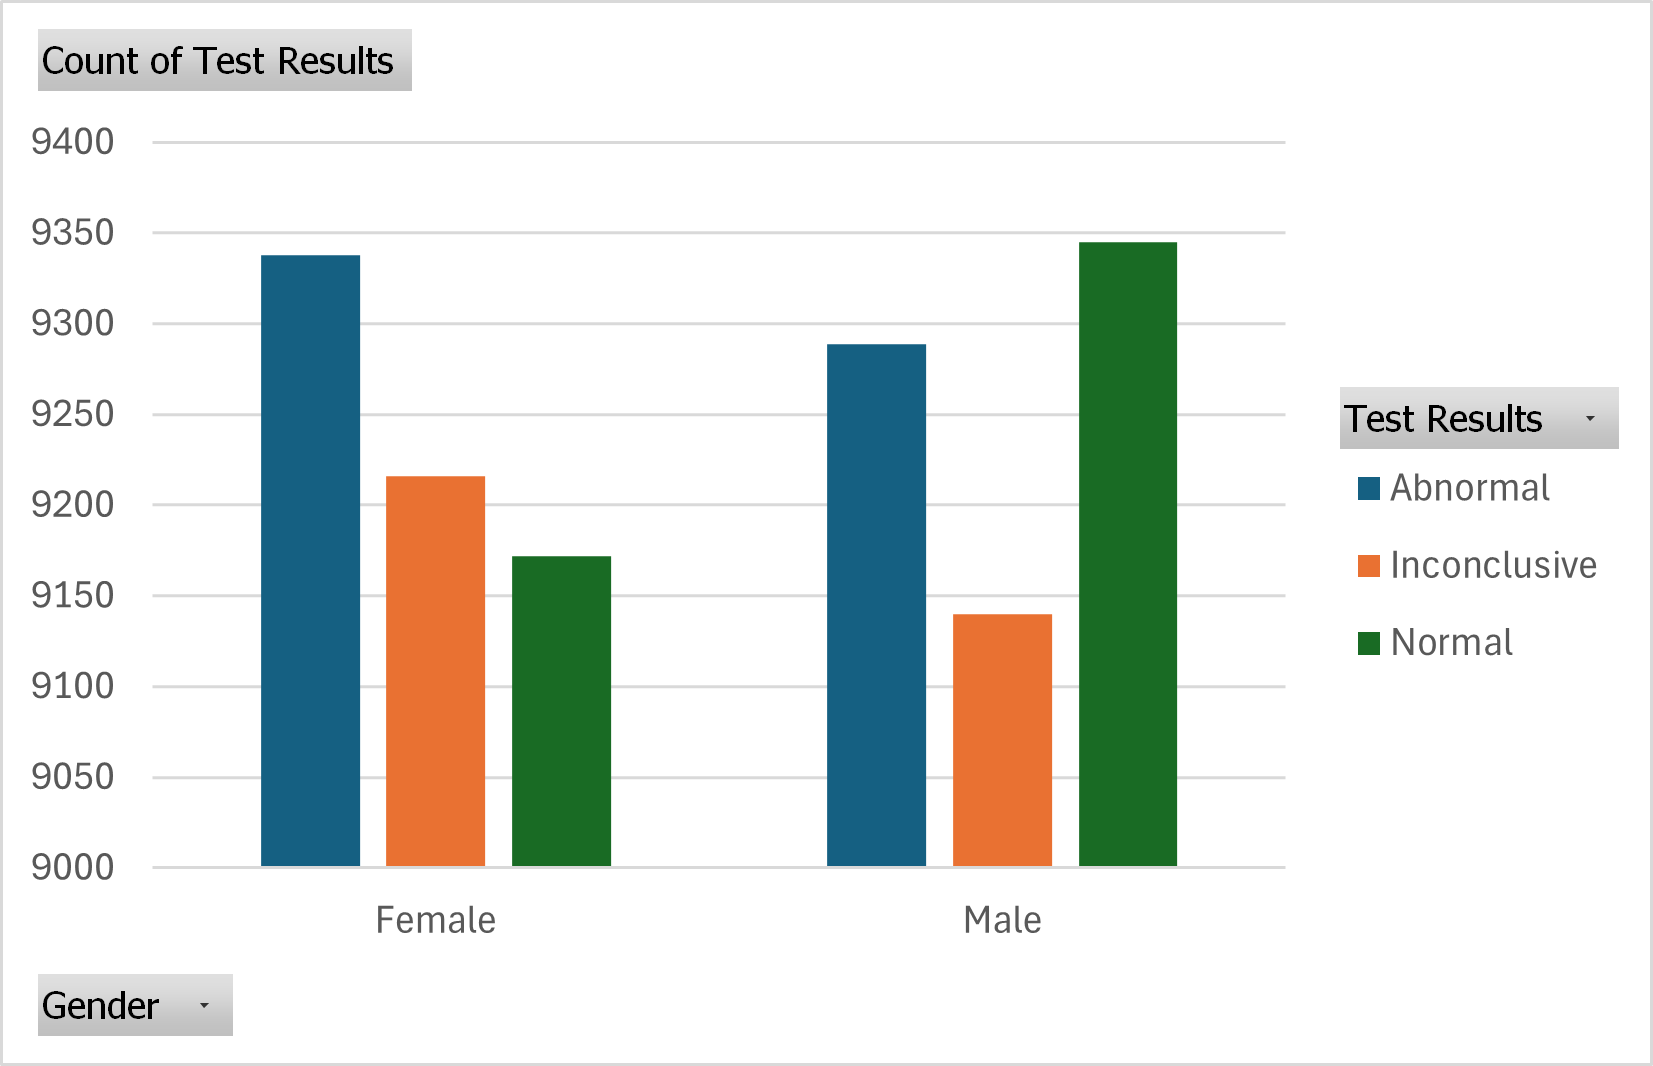 Count of Test Results
9400
9350
9300
9250
9200
9150
9100
9050
9000
Female Male
Test Results
Abnormal
Inconclusive
Normal
Gender